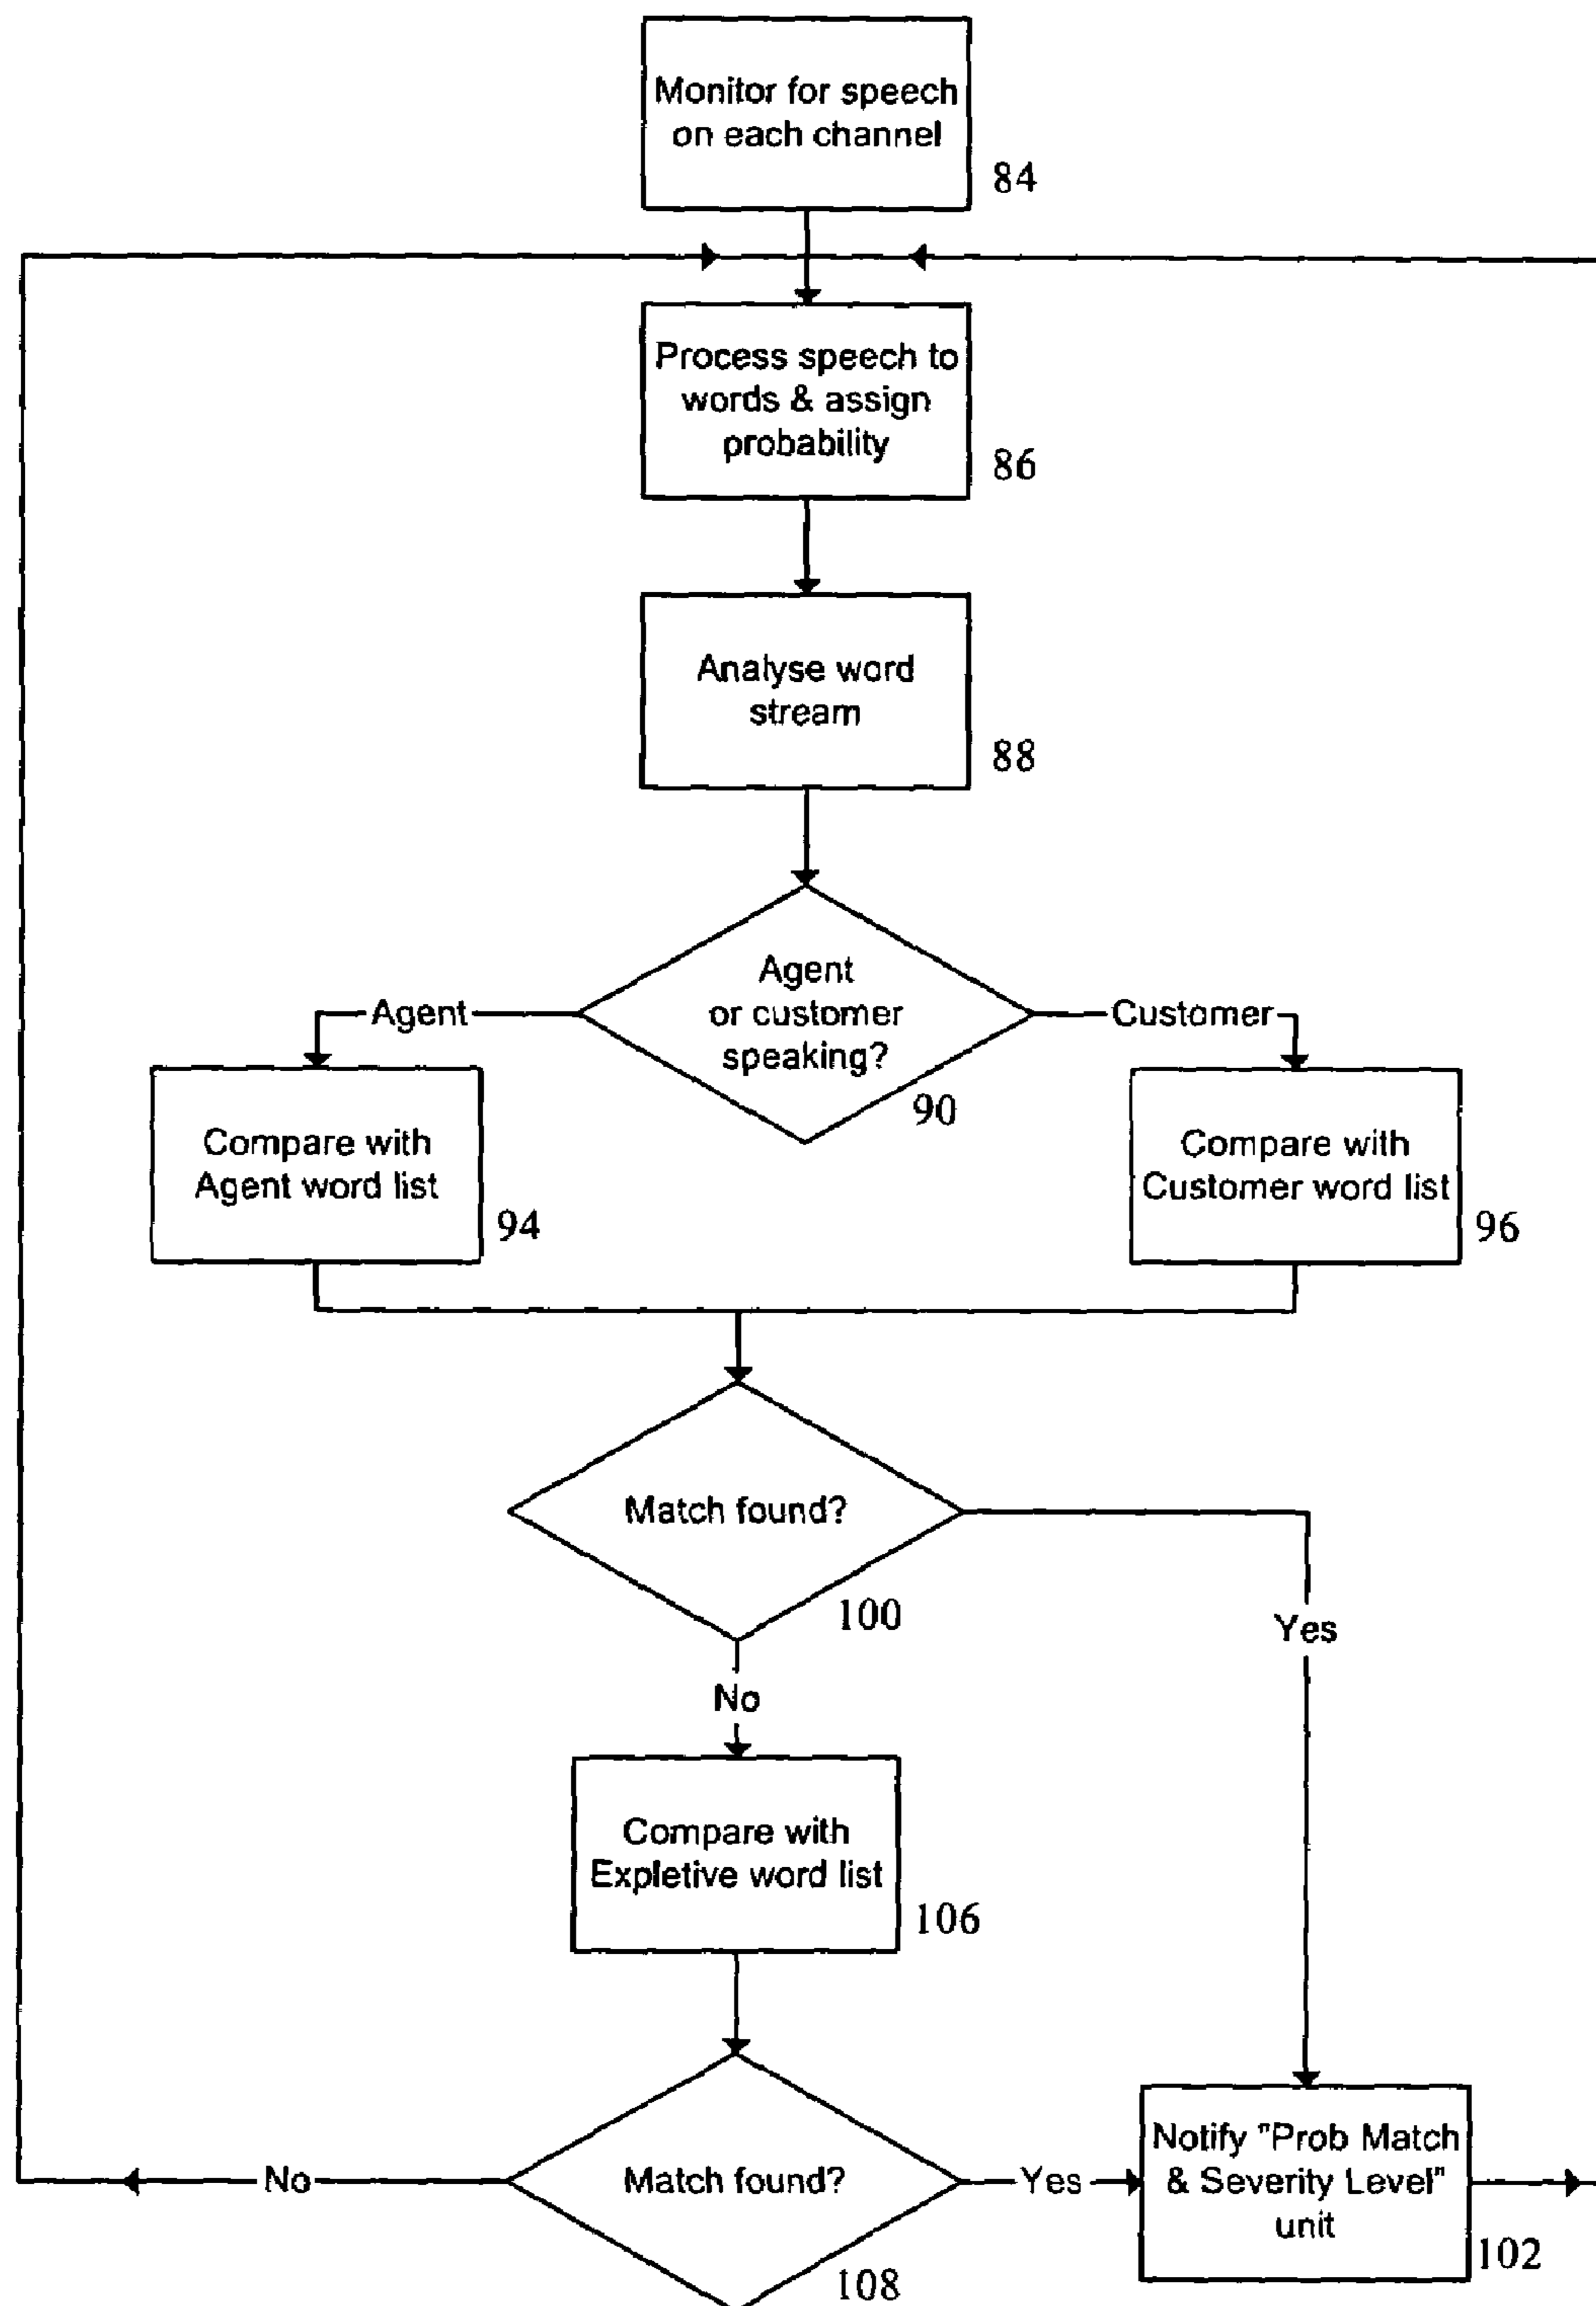 Monitor for speech
on each channel
84
Process speech to
words & assign
probability
86
Analyse word
stream
88
Agent
or customer
speaking?
90
Agent
Customer
Compare with
Agent word list
94
Compare with
Customer word list
96
Match found?
100
Yes
No
Compare with
Expletive word list
106
Match found?
108
No
Yes
Notify "Prob Match
& Severity Level"
unit
102